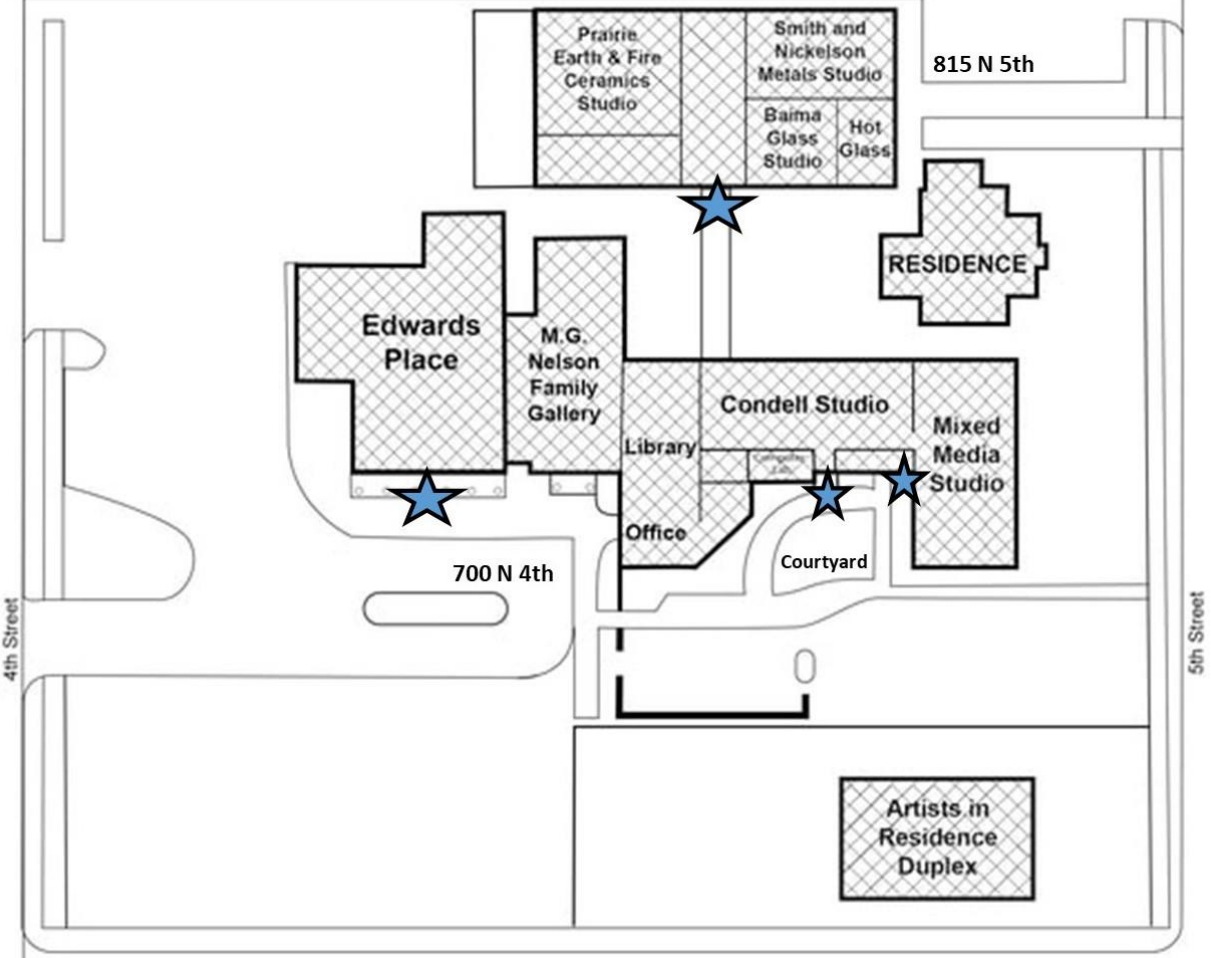 Prairie
Earth & Fire
Ceramics
Studio
Smith and
Nickelson
Metals Studio
Baima
Glass
Studio
Hot
Glass
815 N 5th
RESIDENCE
Edwards
Place
M.G.
Nelson
Family
Gallery
Condell Studio
Library
Mixed
Media
Studio
Office
Courtyard
700 N 4th
4th Street
5th Street
Artists in
Residence
Duplex